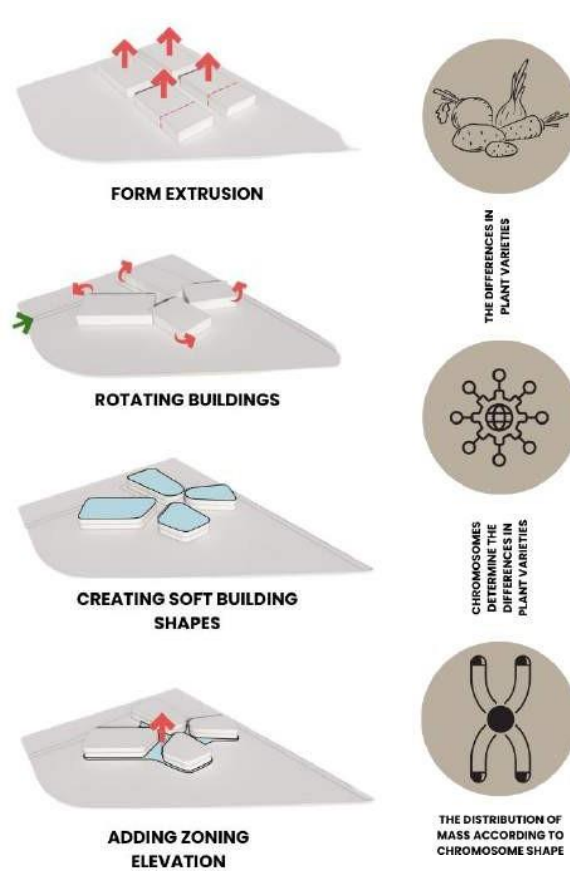 FORM EXTRUSION
ROTATING BUILDINGS
CREATING SOFT BUILDING
SHAPES
ADDING ZONING
ELEVATION
THE DIFFERENCES IN
PLANT VARIETIES
CHROMOSOMES
DETERMINE THE
DIFFERENCES IN
PLANT VARIETIES
THE DISTRIBUTION OF
MASS ACCORDING TO
CHROMOSOME SHAPE